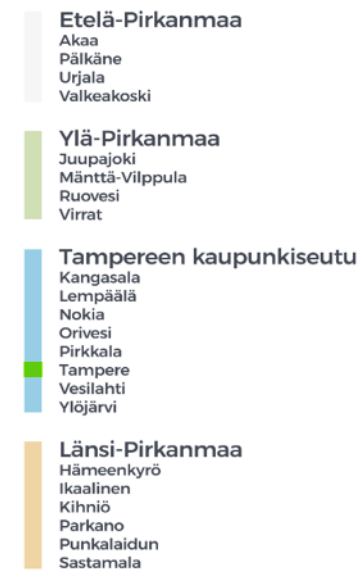 Etelä-Pirkanmaa
Akaa
Pälkäne
Urjala
Valkeakoski
Ylä-Pirkanmaa
Juupajoki
Mänttä-Vilppula
Ruovesi
Virrat
Tampereen kaupunkiseutu
Kangasala
Lempäälä
Nokia
Orivesi
Pirkkala
Tampere
Vesilahti
Ylöjärvi
Länsi-Pirkanmaa
Hämeenkyrö
Ikaalinen
Kihniö
Parkano
Punkalaidun
Sastamala